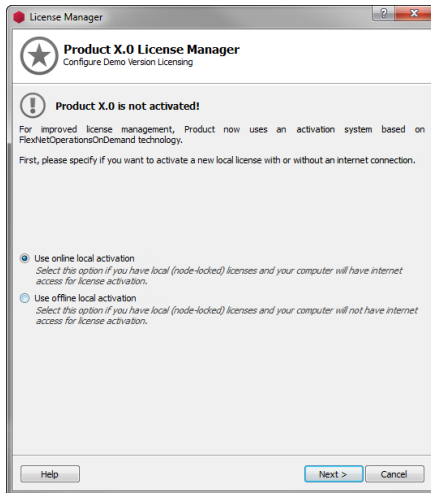 License Manager
Product X.0 License Manager
Configure Demo Version Licensing
Product X.0 is not activated!
For improved license management, Product now uses an activation system based on
FlexNetOperationsOnDemand technology.
First, please specify if you want to activate a new local license with or without an internet connection.
Use online local activation
Select this option if you have local (node-locked) licenses and your computer will have internet
access for license activation.
Use offline local activation
Select this option if you have local (node-locked) licenses and your computer will not have internet
access for license activation.
Help
Next >
Cancel